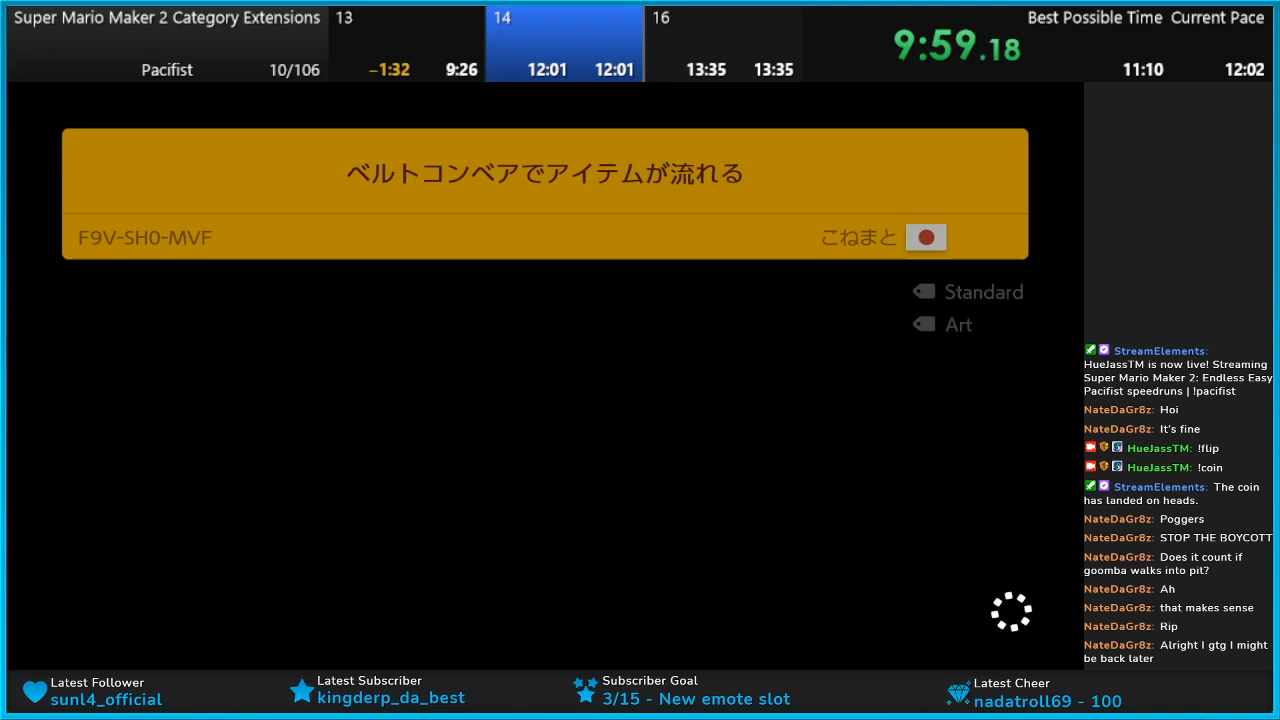 Super Mario Maker 2 Category Extensions
Pacifist 10/106
13
−1:32 9:26
14
12:01 12:01
16
13:35 13:35
9:59.18
Best Possible Time Current Pace
11:10 12:02
ベルトコンベアでアイテムが流れる
F9V-SH0-MVF
こねまと
Standard
Art
StreamElements:
HueJassTM is now live! Streaming
Super Mario Maker 2: Endless Easy
Pacifist speedruns | !pacifist
NateDaGr8z: Hoi
NateDaGr8z: It's fine
HueJassTM: !flip
HueJassTM: !coin
StreamElements: The coin
has landed on heads.
NateDaGr8z: Poggers
NateDaGr8z: STOP THE BOYCOTT
NateDaGr8z: Does it count if
goomba walks into pit?
NateDaGr8z: Ah
NateDaGr8z: that makes sense
NateDaGr8z: Rip
NateDaGr8z: Alright I gtg I might
be back later
Latest Follower
sunl4_official
Latest Subscriber
kingderp_da_best
Subscriber Goal
3/15 - New emote slot
Latest Cheer
nadatroll69 - 100